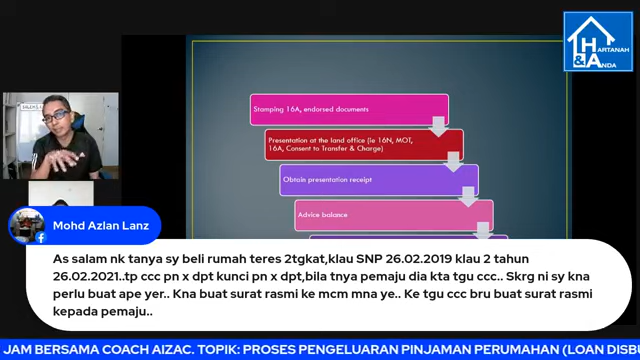 HARTANAH
& ANDA
Stamping 16A, endorsed documents
Presentation at the land office (ie 16N, MOT,
16A, Consent to Transfer & Charge)
Obtain presentation receipt
Advice balance
Mohd Azlan Lanz
As salam nk tanya sy beli rumah teres 2tgkat,klau SNP 26.02.2019 klau 2 tahun
26.02.2021..tp ccc pn x dpt kunci pn x dpt,bila tnya pemaju dia kta tgu ccc.. Skrg ni sy kna
perlu buat ape yer.. Kna buat surat rasmi ke mcm mna ye.. Ke tgu ccc bru buat surat rasmi
kepada pemaju..
JAM BERSAMA COACH AIZAC. TOPIK: PROSES PENGELUARAN PINJAMAN PERUMAHAN (LOAN DISBU